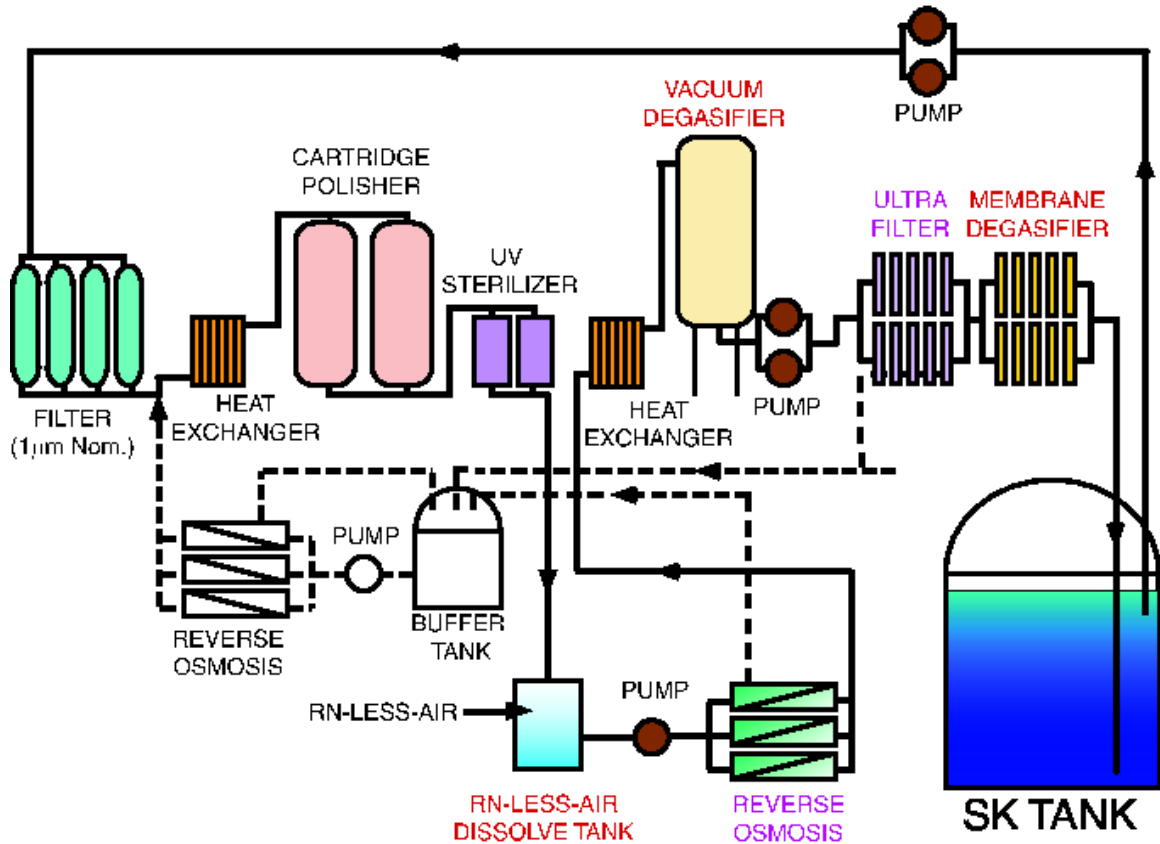 PUMP
VACUUM
DEGASIFIER
CARTRIDGE
POLISHER
ULTRA
FILTER
MEMBRANE
DEGASIFIER
UV
STERILIZER
FILTER
(1μm Nom.)
HEAT
EXCHANGER
HEAT
EXCHANGER
PUMP
PUMP
BUFFER
TANK
REVERSE
OSMOSIS
RN-LESS-AIR
PUMP
RN-LESS-AIR
DISSOLVE TANK
REVERSE
OSMOSIS
SK TANK